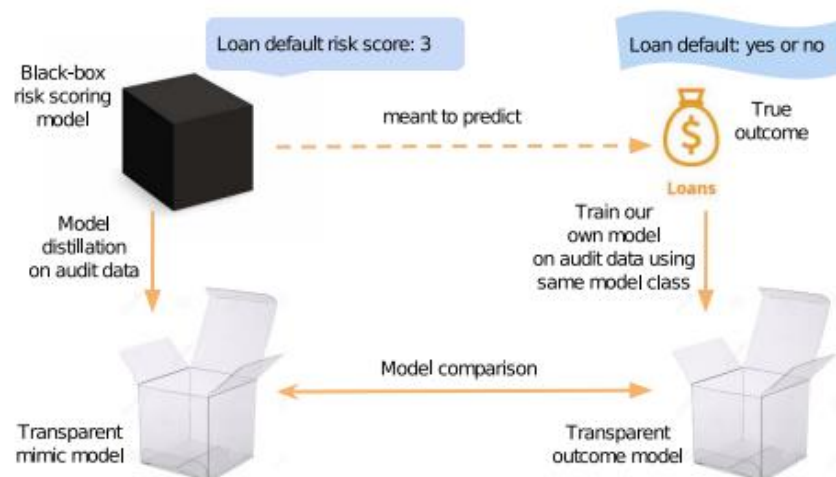 Loan default risk score: 3
Loan default: yes or no
Black-box
risk scoring
model
meant to predict
True
outcome
Loans
Model
distillation
on audit data
Train our
own model
on audit data using
same model class
Model comparison
Transparent
mimic model
Transparent
outcome model